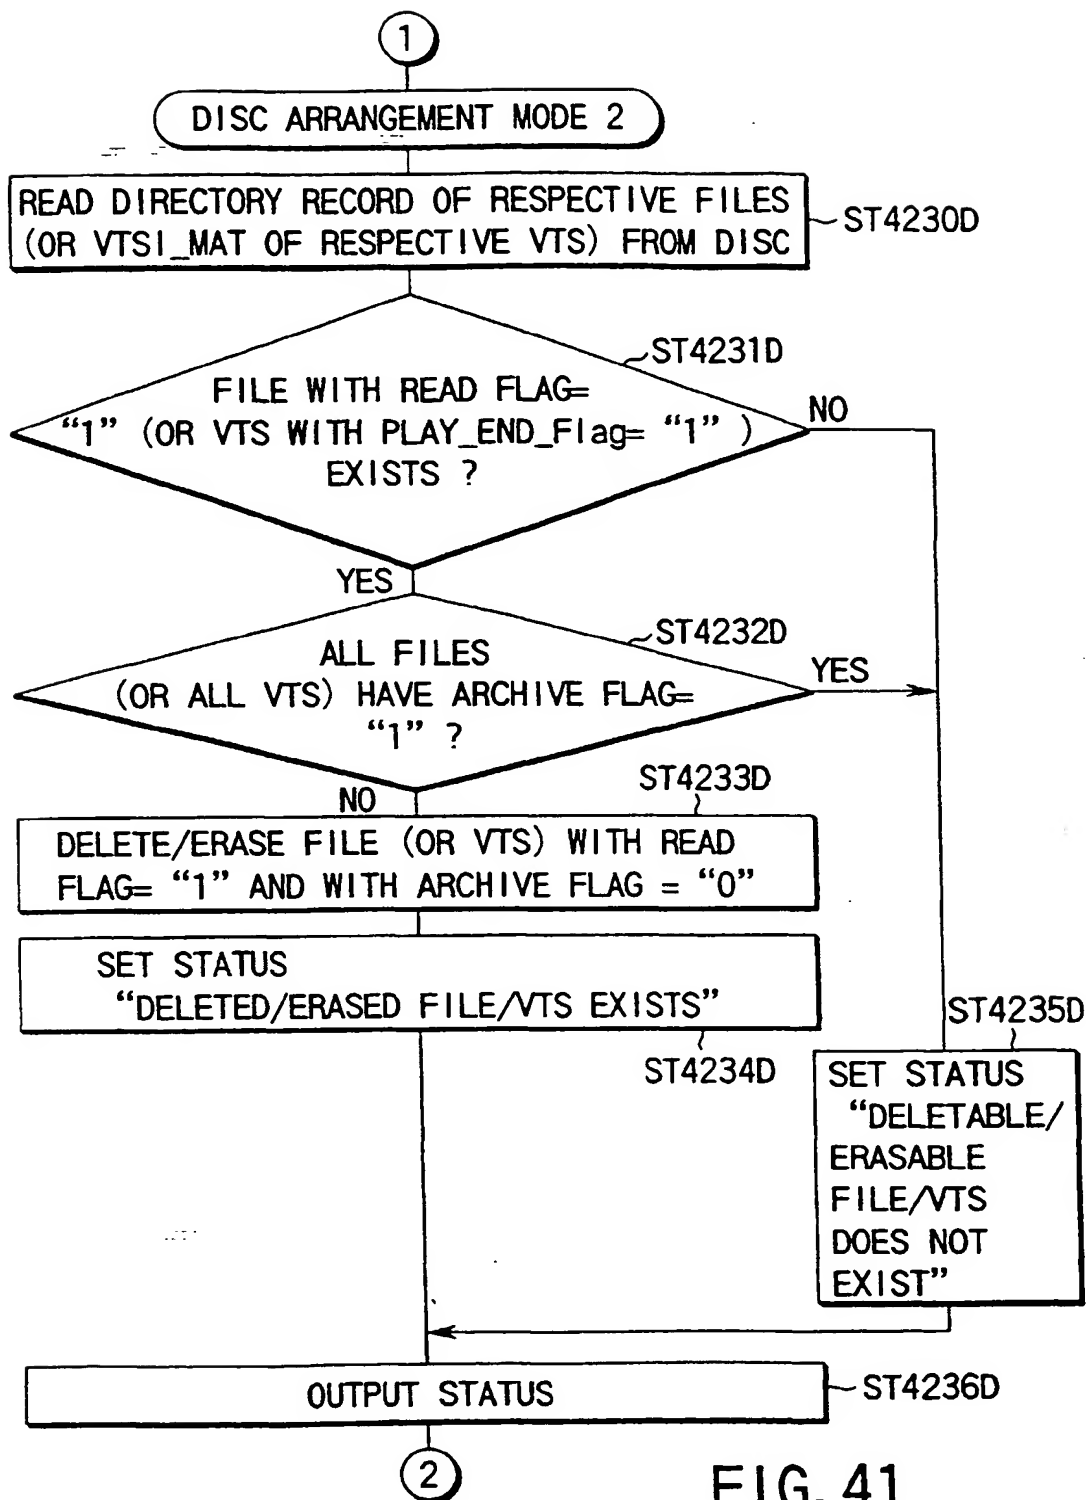 1
DISC ARRANGEMENT MODE 2
READ DIRECTORY RECORD OF RESPECTIVE FILES
(OR VTSI_MAT OF RESPECTIVE VTS) FROM DISC
ST4230D
ST4231D
FILE WITH READ FLAG=
“1” (OR VTS WITH PLAY_END_Flag= “1” )
EXISTS ?
NO
YES
ST4232D
ALL FILES
(OR ALL VTS) HAVE ARCHIVE FLAG=
“1” ?
YES
NO
ST4233D
DELETE/ERASE FILE (OR VTS) WITH READ
FLAG= “1” AND WITH ARCHIVE FLAG = “0”
SET STATUS
“DELETED/ERASED FILE/VTS EXISTS”
ST4234D
ST4235D
SET STATUS
“DELETABLE/
ERASABLE
FILE/VTS
DOES NOT
EXIST”
OUTPUT STATUS
ST4236D
2
FIG. 41